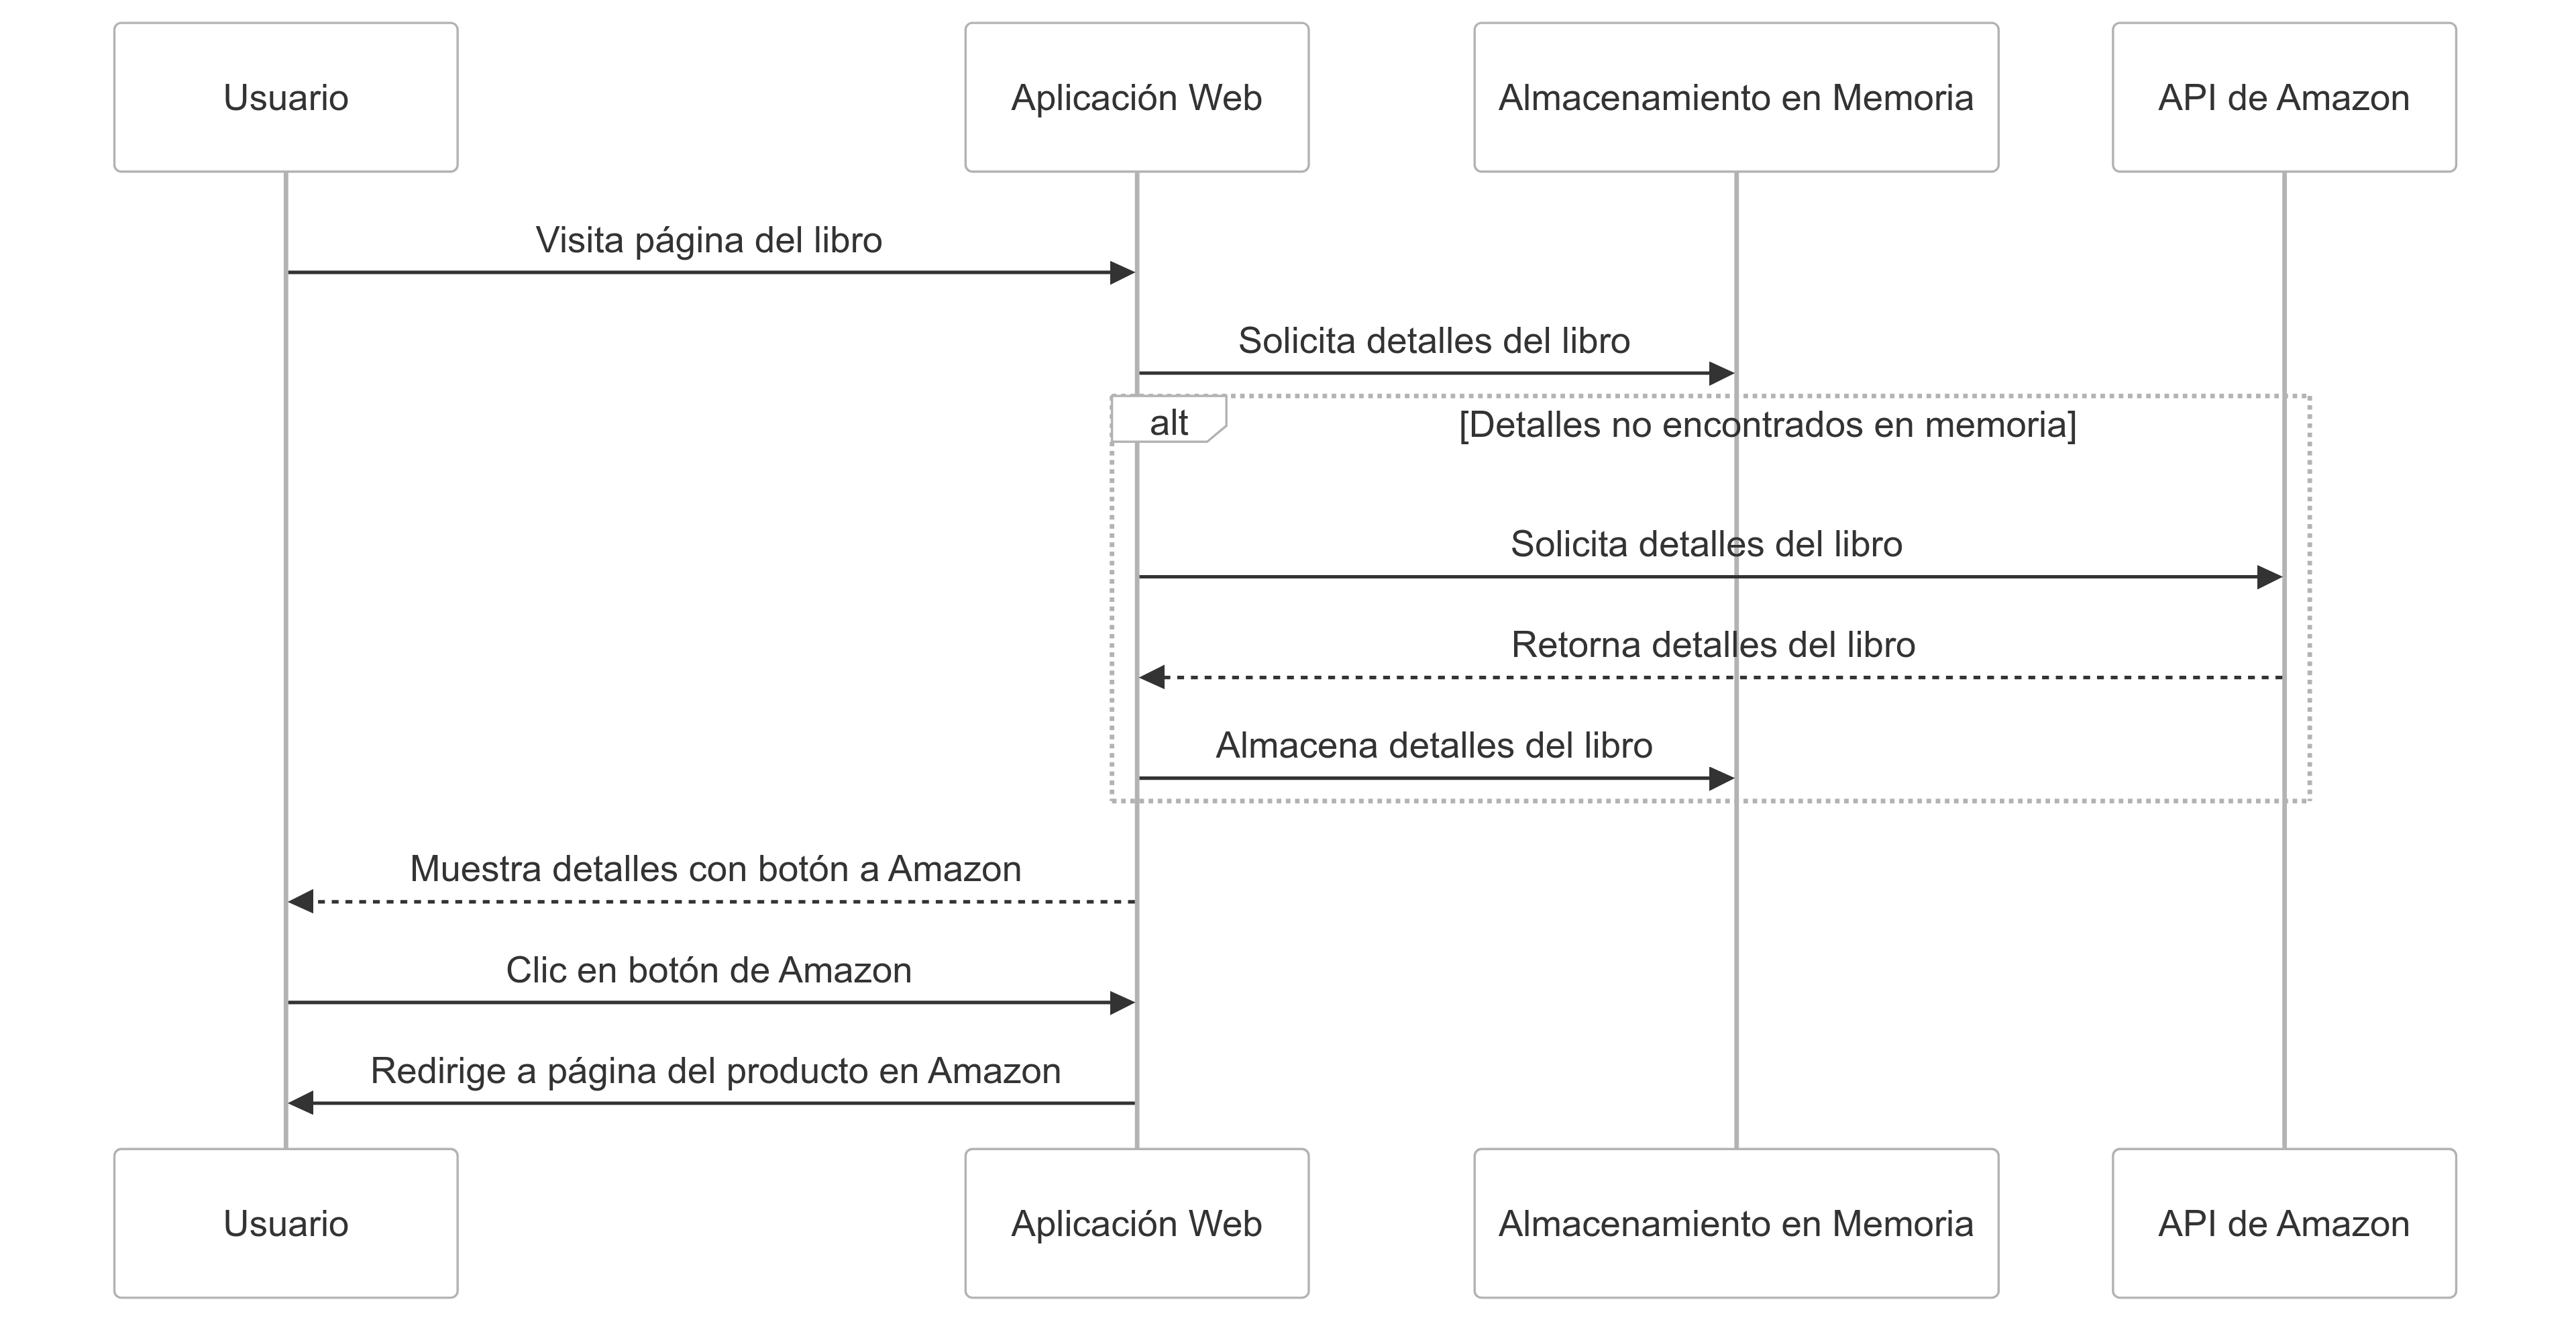 Usuario
Aplicación Web
Almacenamiento en Memoria
API de Amazon
Visita página del libro
Solicita detalles del libro
alt
[Detalles no encontrados en memoria]
Solicita detalles del libro
Retorna detalles del libro
Almacena detalles del libro
Muestra detalles con botón a Amazon
Clic en botón de Amazon
Redirige a página del producto en Amazon
Usuario
Aplicación Web
Almacenamiento en Memoria
API de Amazon